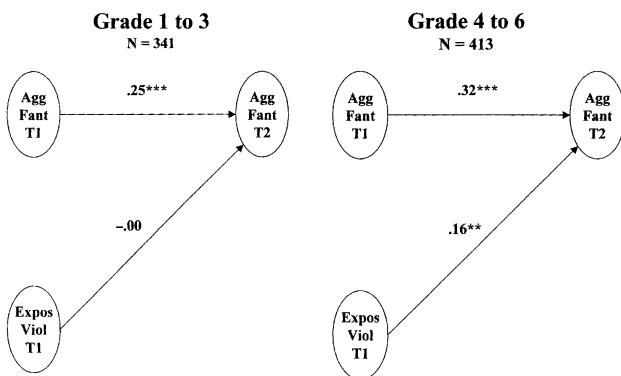 Grade 1 to 3
N = 341
Agg
Fant
T1
.25***
Agg
Fant
T2
–.00
Expos
Viol
T1
Grade 4 to 6
N = 413
Agg
Fant
T1
.32***
Agg
Fant
T2
.16**
Expos
Viol
T1